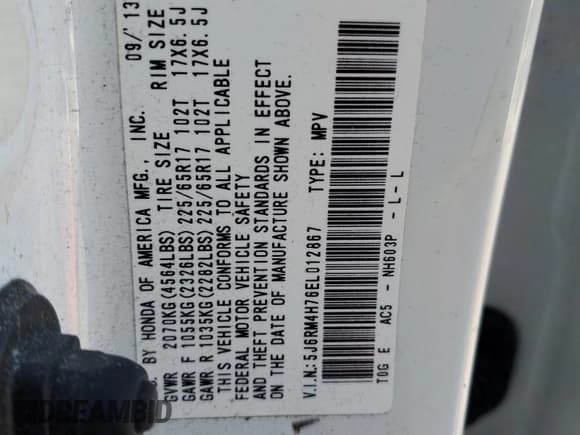 BY HONDA OF AMERICA MFG., INC. 09/'13
GVWR 2070KG(4564LBS) TIRE SIZE RIM SIZE
GAWR F 1055KG(2326LBS) 225/65R17 102T 17X6.5J
GAWR R 1035KG(2282LBS) 225/65R17 102T 17X6.5J
THIS VEHICLE CONFORMS TO ALL APPLICABLE
FEDERAL MOTOR VEHICLE SAFETY
AND THEFT PREVENTION STANDARDS IN EFFECT
ON THE DATE OF MANUFACTURE SHOWN ABOVE.
V.I.N.:5J6RM4H76EL012867 TYPE: MPV
T0G E AC5 - NH603P - L-L
DREAMBID